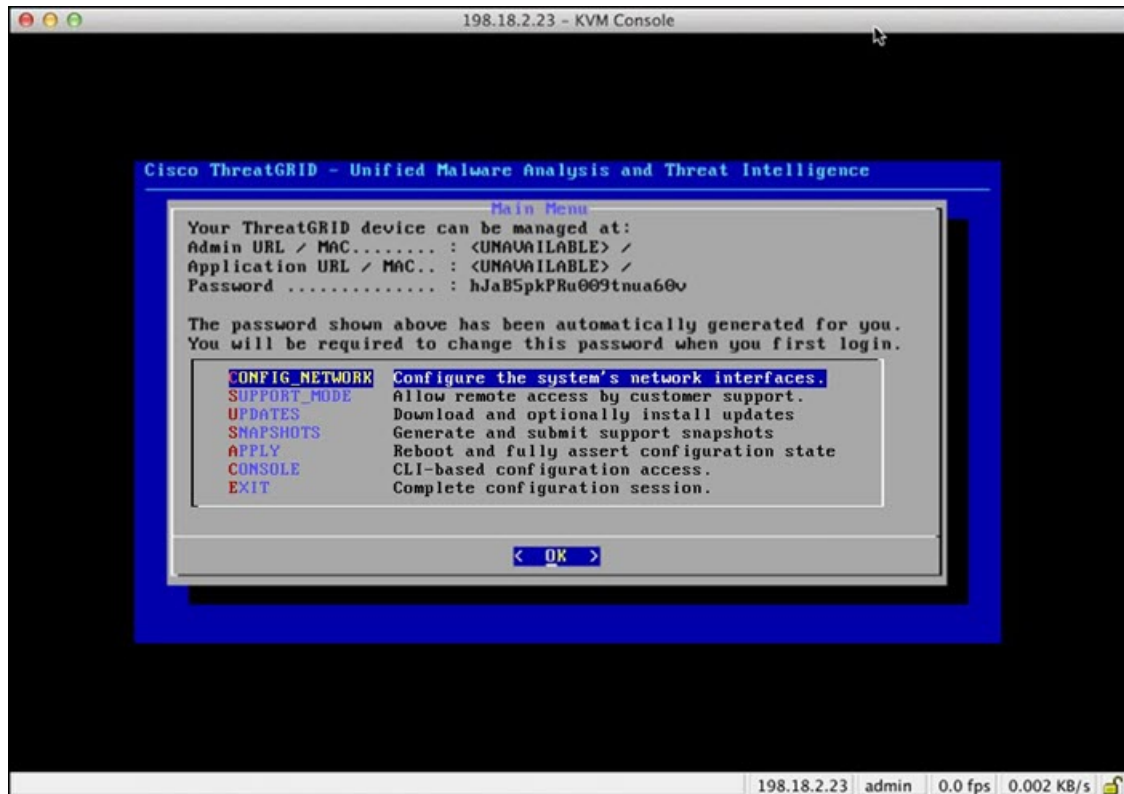 198.18.2.23 – KVM Console
Cisco ThreatGRID - Unified Malware Analysis and Threat Intelligence
Main Menu
Your ThreatGRID device can be managed at:
Admin URL / MAC........ : <UNAVAILABLE> /
Application URL / MAC.. : <UNAVAILABLE> /
Password .............. : hJaB5pkPRu009tnua60v
The password shown above has been automatically generated for you.
You will be required to change this password when you first login.
CONFIG_NETWORK Configure the system's network interfaces.
SUPPORT_MODE Allow remote access by customer support.
UPDATES Download and optionally install updates
SNAPSHOTS Generate and submit support snapshots
APPLY Reboot and fully assert configuration state
CONSOLE CLI-based configuration access.
EXIT Complete configuration session.
< OK >
198.18.2.23 admin 0.0 fps 0.002 KB/s